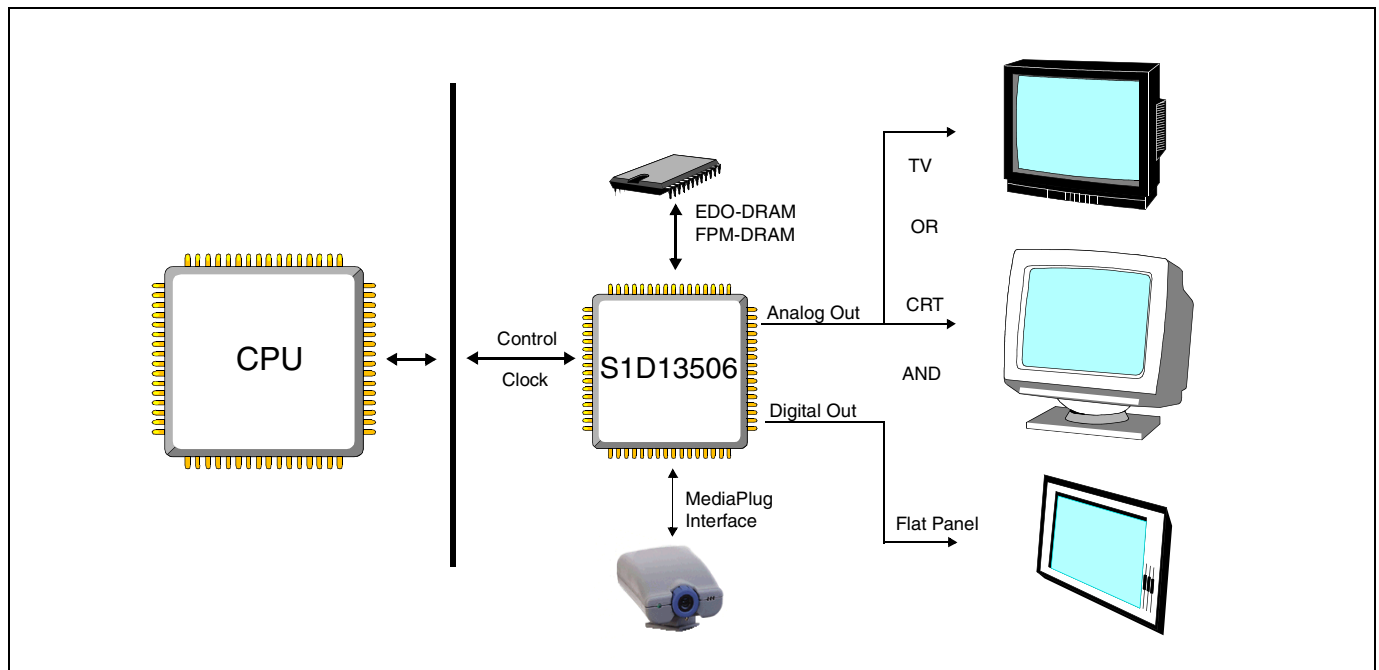 CPU
Control
Clock
EDO-DRAM
FPM-DRAM
S1D13506
MediaPlug
Interface
Analog Out
Digital Out
TV
OR
CRT
AND
Flat Panel